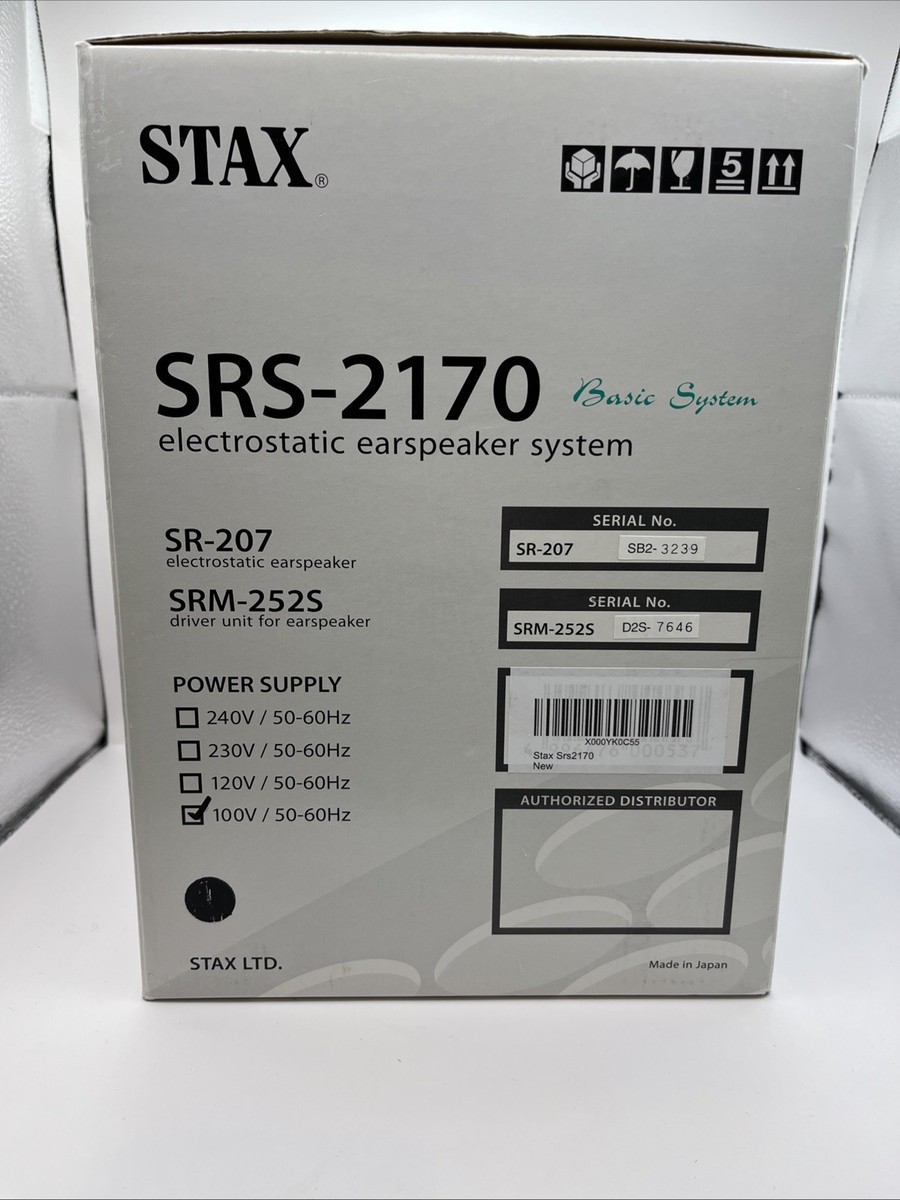 STAX®
5
SRS-2170 Basic System
electrostatic earspeaker system
SR-207
electrostatic earspeaker
SRM-252S
driver unit for earspeaker
POWER SUPPLY
240V / 50-60Hz
230V / 50-60Hz
120V / 50-60Hz
100V / 50-60Hz
STAX LTD.
SERIAL No.
SR-207 SB2- 3239
SERIAL No.
SRM-252S D2S- 7646
X000YK0C55
Stax Srs2170
New
AUTHORIZED DISTRIBUTOR
Made in Japan